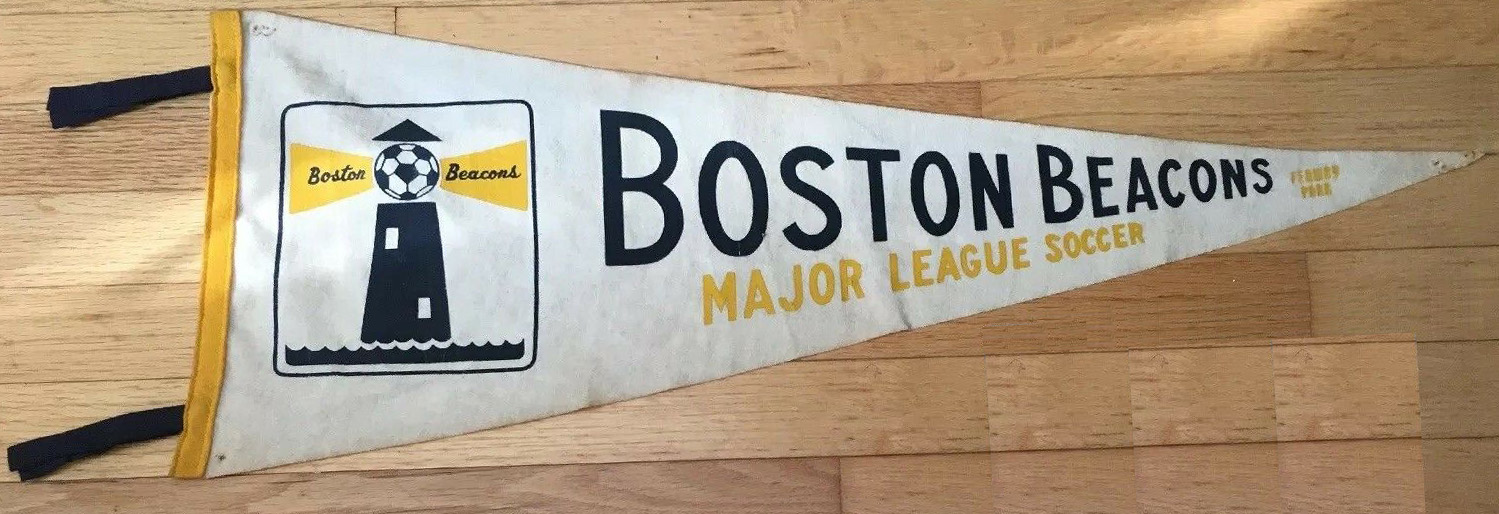 Boston Beacons
BOSTON BEACONS
MAJOR LEAGUE SOCCER
FENWAY
PARK